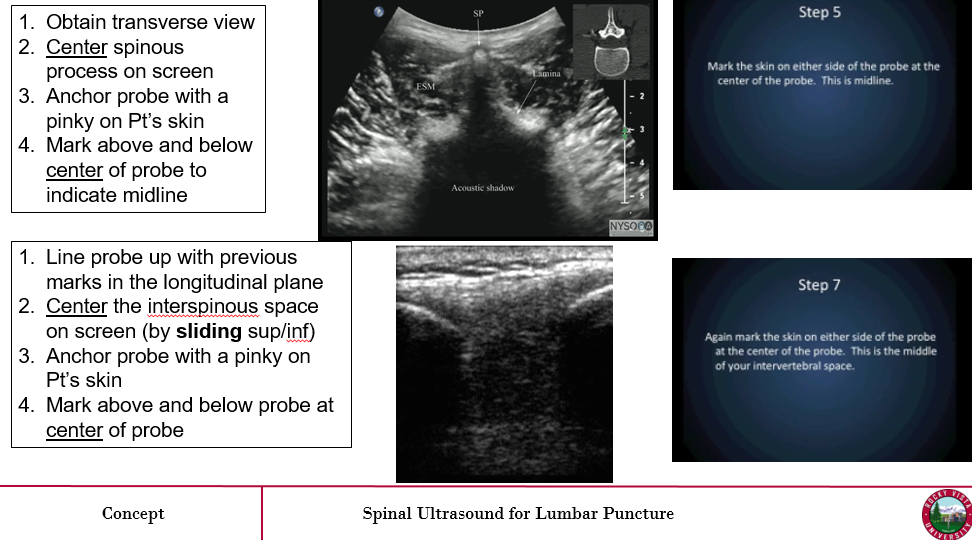 1. Obtain transverse view
2. Center spinous
process on screen
3. Anchor probe with a
pinky on Pt's skin
4. Mark above and below
center of probe to
indicate midline
SP
ESM
Lamina
2
3
4
5
Acoustic shadow
NYSORA
Step 5
Mark the skin on either side of the probe at the
center of the probe. This is midline.
1. Line probe up with previous
marks in the longitudinal plane
2. Center the interspinous space
on screen (by sliding sup/inf)
3. Anchor probe with a pinky on
Pt's skin
4. Mark above and below probe at
center of probe
Step 7
Again mark the skin on either side of the probe
at the center of the probe. This is the middle
of your intervertebral space.
Concept
Spinal Ultrasound for Lumbar Puncture
ROCKY VISTA
UNIVERSITY